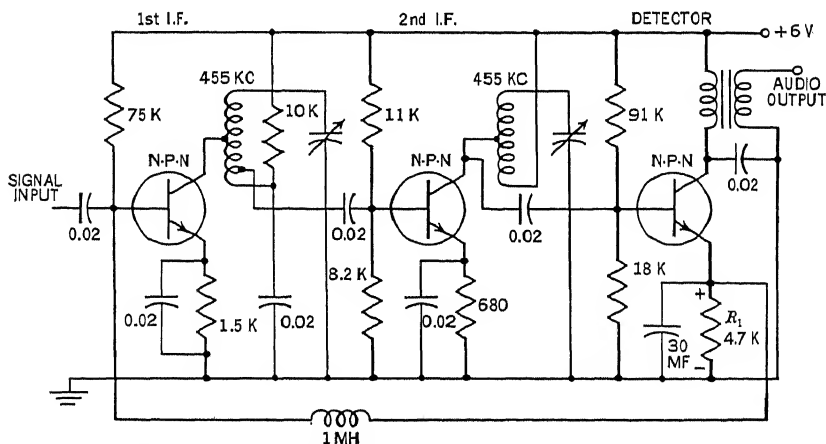 1st I.F.
2nd I.F.
DETECTOR
+6 V
455 KC
455 KC
AUDIO
OUTPUT
75 K
10 K
11 K
91 K
N-P-N
N-P-N
N-P-N
SIGNAL
INPUT
0.02
0.02
0.02
0.02
8.2 K
18 K
+
0.02
1.5 K
0.02
0.02
680
30
MF
R₁
4.7 K
–
1 MH